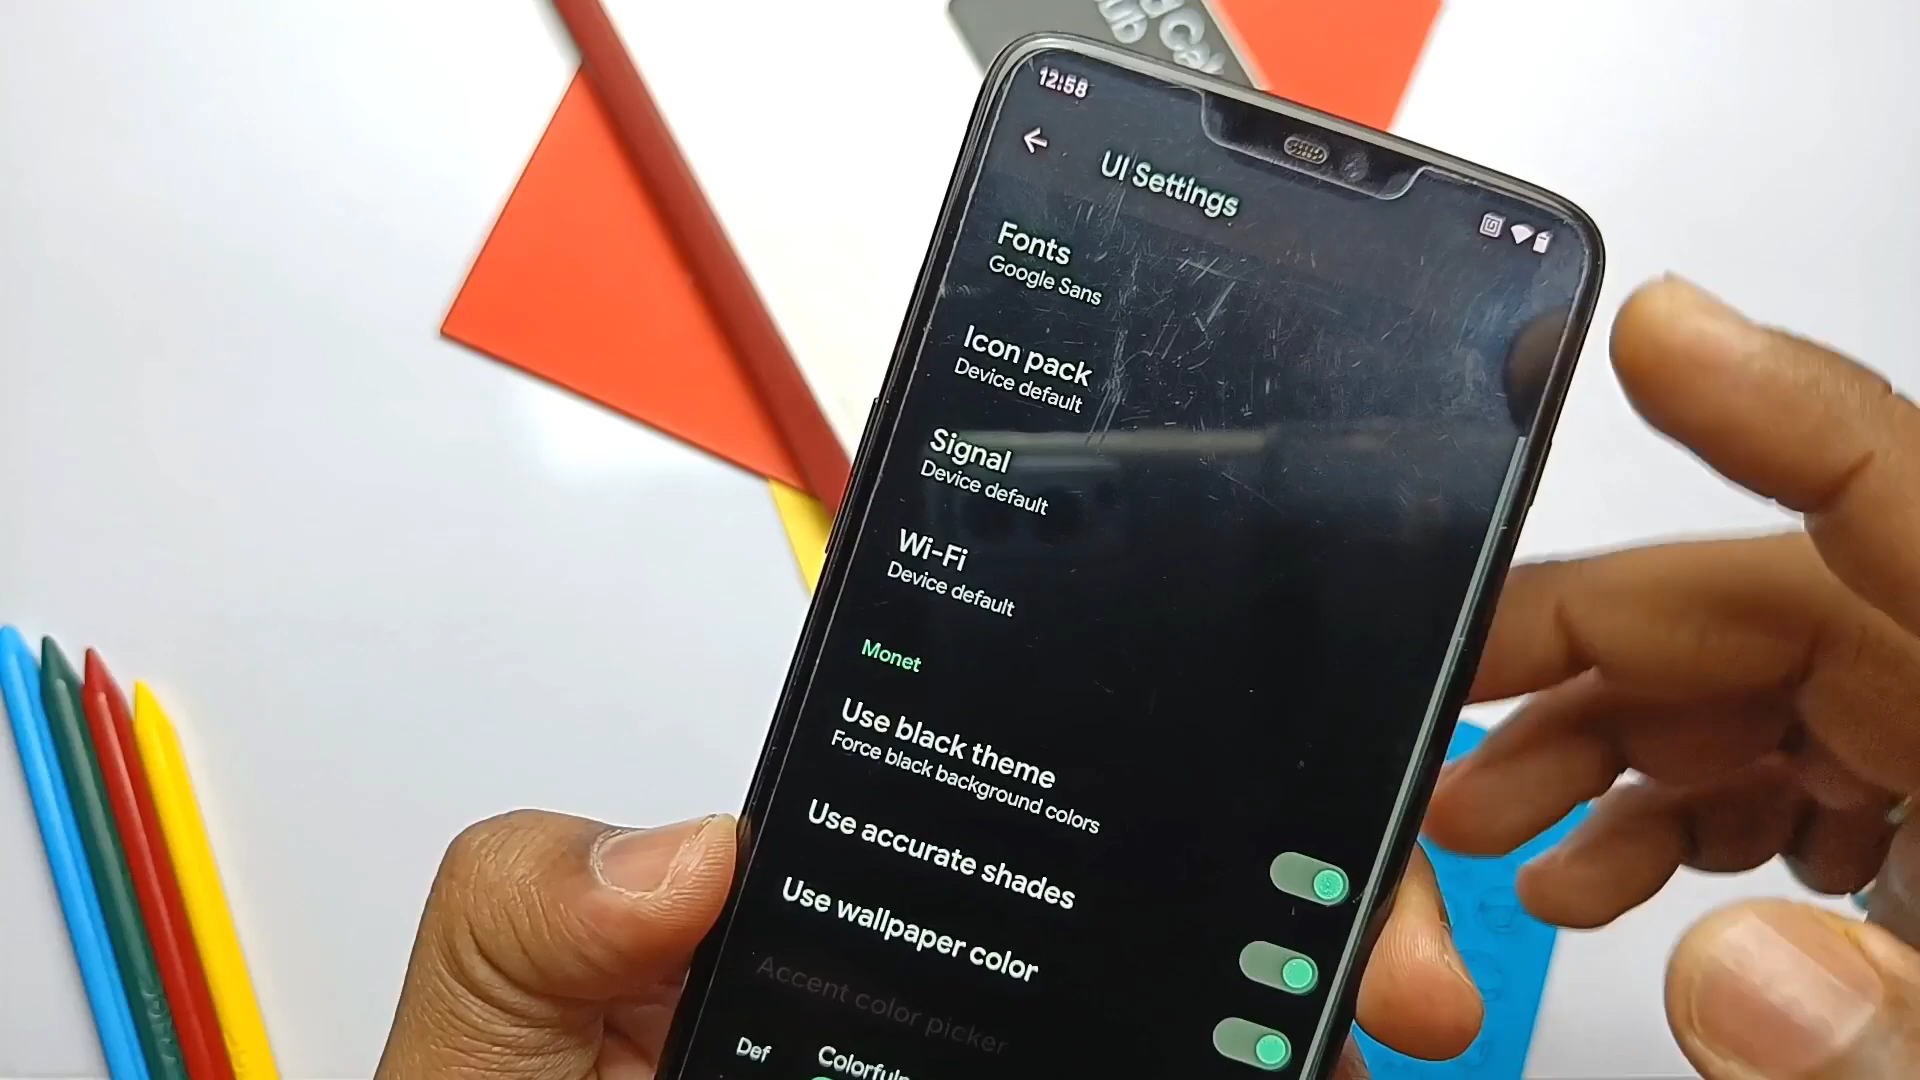 12:58
UI Settings
Fonts
Google Sans
Icon pack
Device default
Signal
Device default
Wi-Fi
Device default
Monet
Use black theme
Force black background colors
Use accurate shades
Use wallpaper color
Accent color picker
Def